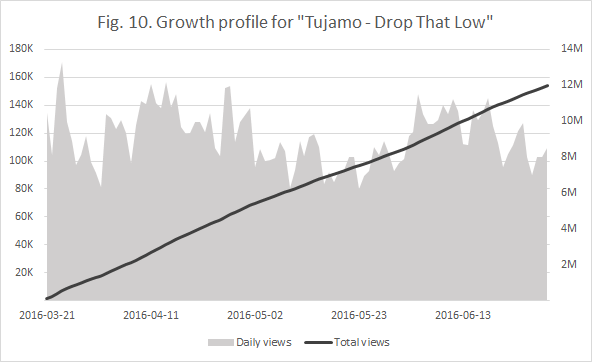 Fig. 10. Growth profile for "Tujamo - Drop That Low"
180K 14M
160K 12M
140K 10M
120K 8M
100K 6M
80K 4M
60K 2M
40K
20K
2016-03-21 2016-04-11 2016-05-02 2016-05-23 2016-06-13
Daily views Total views